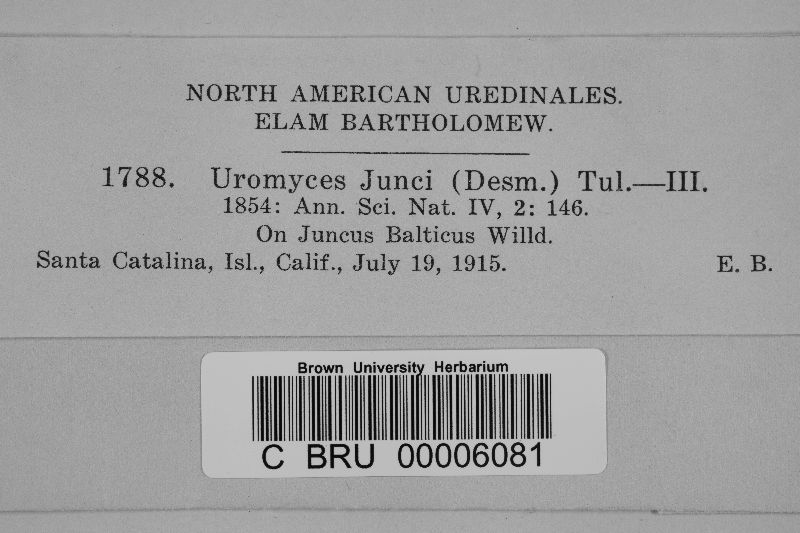 NORTH AMERICAN UREDINALES.
ELAM BARTHOLOMEW.
1788. Uromyces Junci (Desm.) Tul.—III.
1854: Ann. Sci. Nat. IV, 2: 146.
On Juncus Balticus Willd.
Santa Catalina, Isl., Calif., July 19, 1915. E. B.
Brown University Herbarium
C BRU 00006081